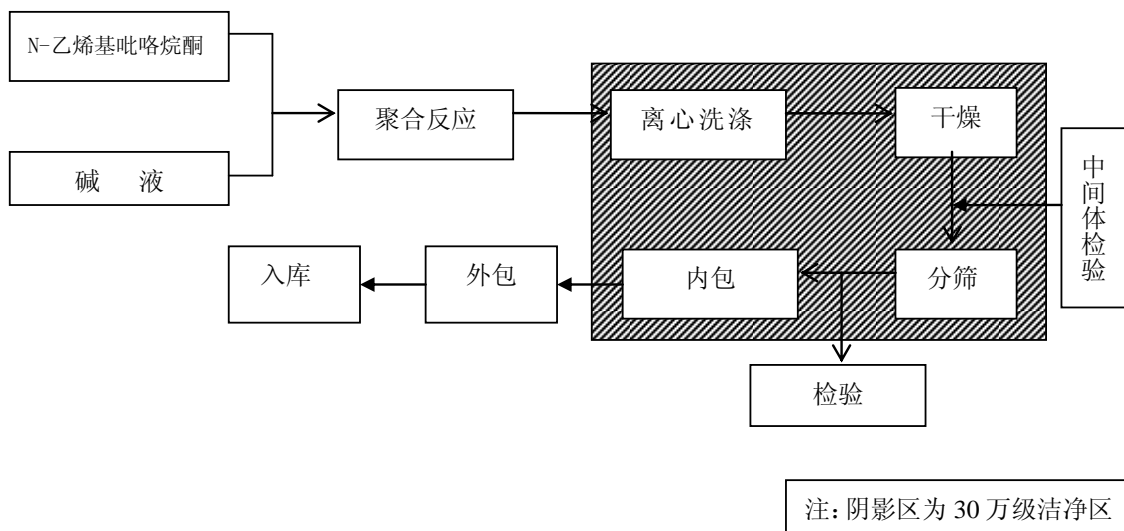 N-乙烯基吡咯烷酮
碱 液
聚合反应
离心洗涤
干燥
中间体检验
分筛
内包
外包
入库
检验
注:阴影区为 30 万级洁净区